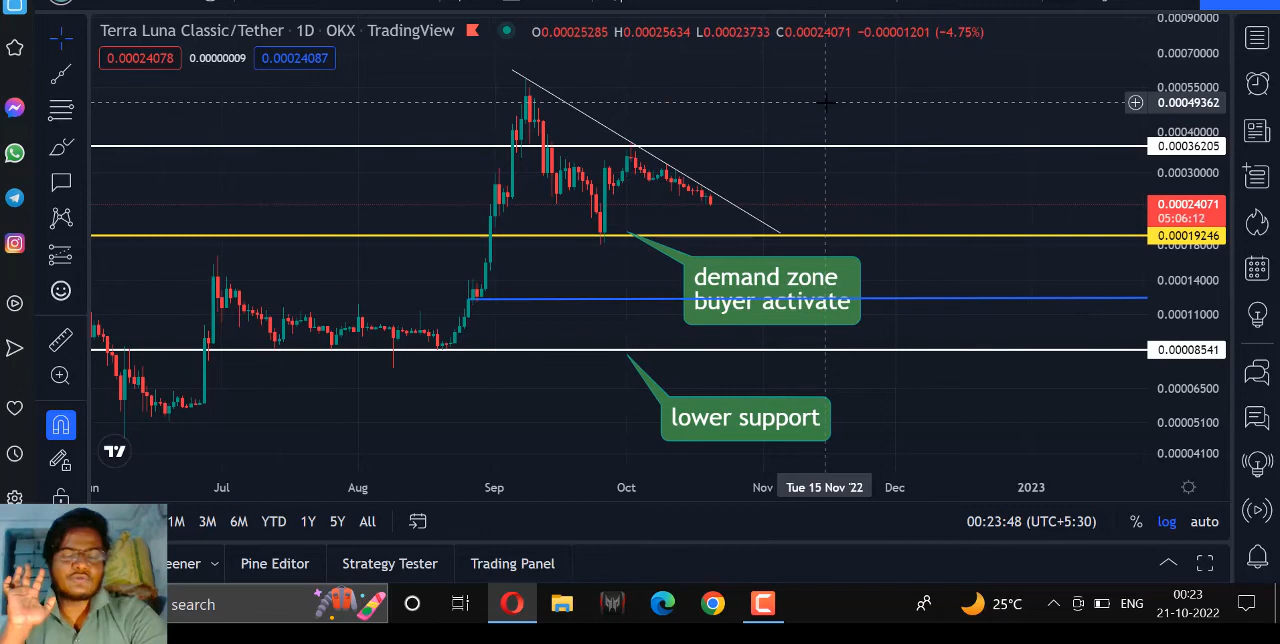 Terra Luna Classic/Tether · 1D · OKX · TradingView
O0.00025285 H0.00025634 L0.00023733 C0.00024071 −0.00001201 (−4.75%)
0.00024078 0.00000009 0.00024087
0.00090000
0.00070000
0.00055000
0.00049362
0.00040000
0.00036205
0.00030000
0.00024071
05:06:12
0.00019246
0.00018000
demand zone
buyer activate
0.00014000
0.00011000
0.00008541
lower support
0.00006500
0.00005100
0.00004100
Jul Aug Sep Oct Nov Tue 15 Nov '22 Dec 2023
1M 3M 6M YTD 1Y 5Y All
00:23:48 (UTC+5:30) % log auto
eener Pine Editor Strategy Tester Trading Panel
search
25°C ENG
00:23
21-10-2022